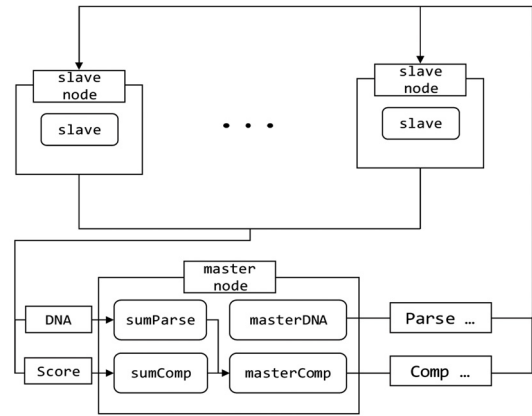 slave
node
slave
node
slave
. . .
slave
master
node
DNA
sumParse
masterDNA
Parse …
Score
sumComp
masterComp
Comp …